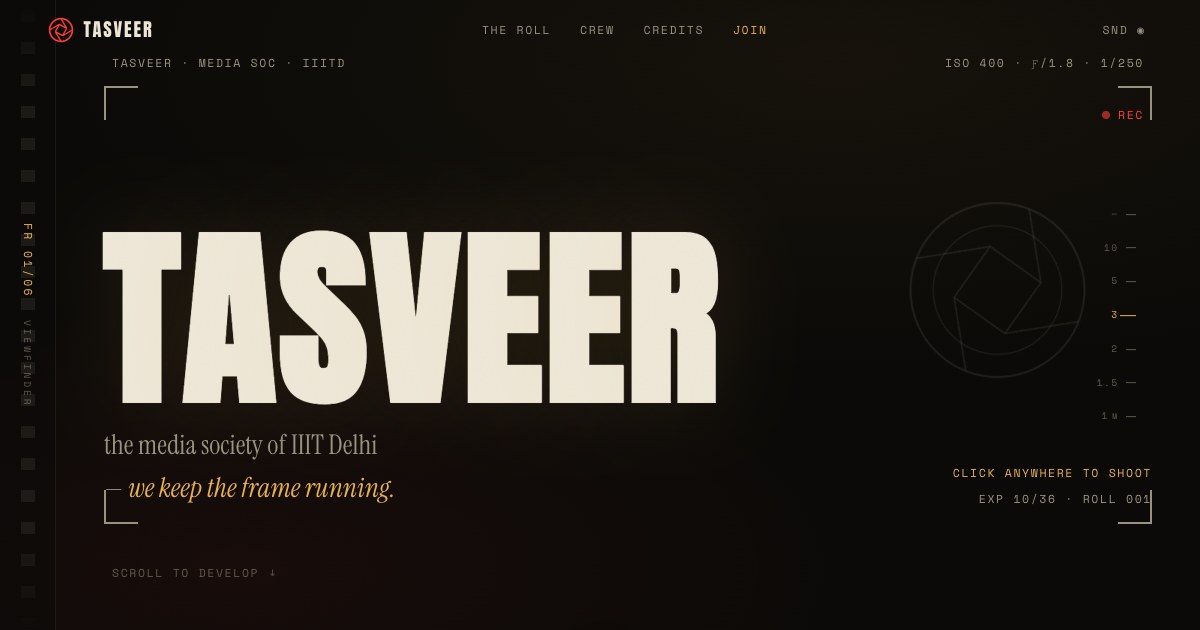 TASVEER
THE ROLL CREW CREDITS JOIN
SND ◉
TASVEER · MEDIA SOC · IIITD
ISO 400 · ƒ/1.8 · 1/250
REC
FR 01/06 VIEWFINDER
TASVEER
the media society of IIIT Delhi
— we keep the frame running.
10
5
3
2
1.5
1 M
CLICK ANYWHERE TO SHOOT
EXP 10/36 · ROLL 001
SCROLL TO DEVELOP ↓